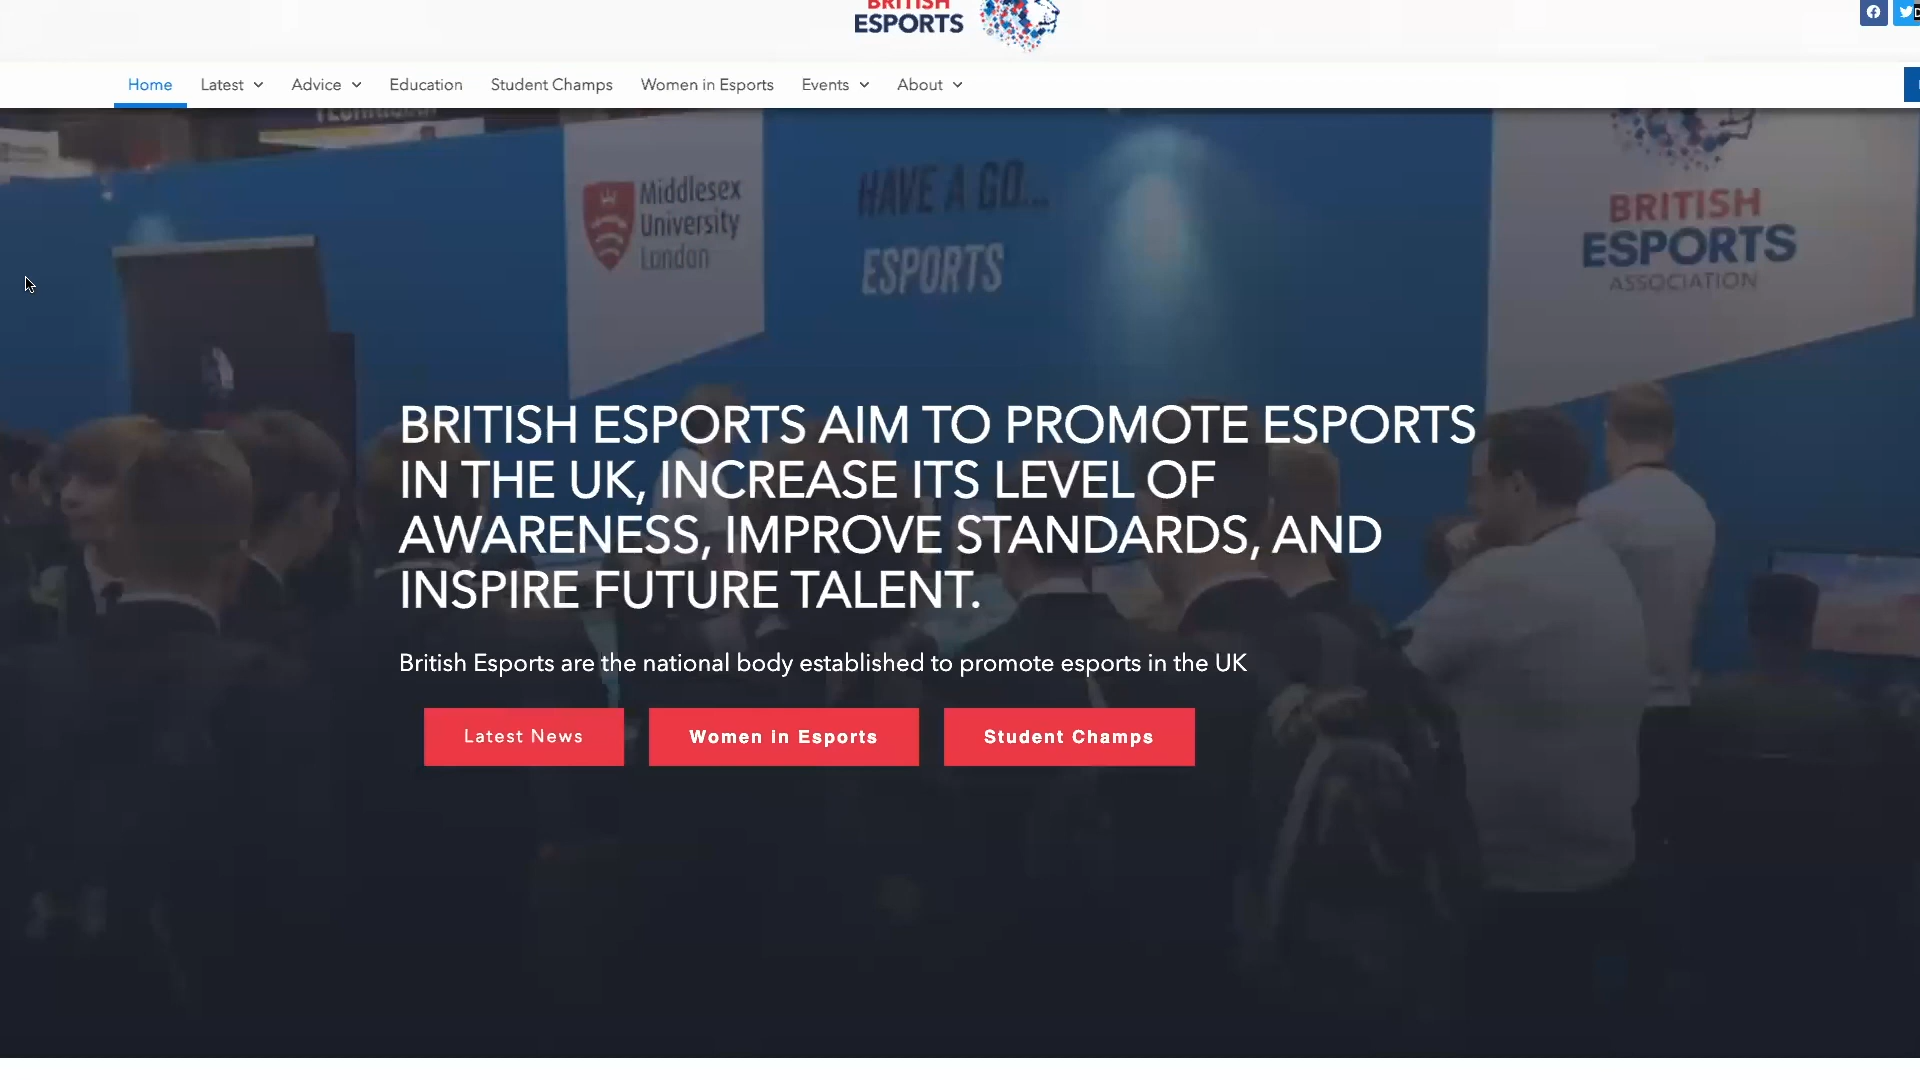 BRITISH
ESPORTS
Home
Latest
Advice
Education
Student Champs
Women in Esports
Events
About
Middlesex
University
London
HAVE A GO...
ESPORTS
BRITISH
ESPORTS
ASSOCIATION
BRITISH ESPORTS AIM TO PROMOTE ESPORTS
IN THE UK, INCREASE ITS LEVEL OF
AWARENESS, IMPROVE STANDARDS, AND
INSPIRE FUTURE TALENT.
British Esports are the national body established to promote esports in the UK
Latest News
Women in Esports
Student Champs